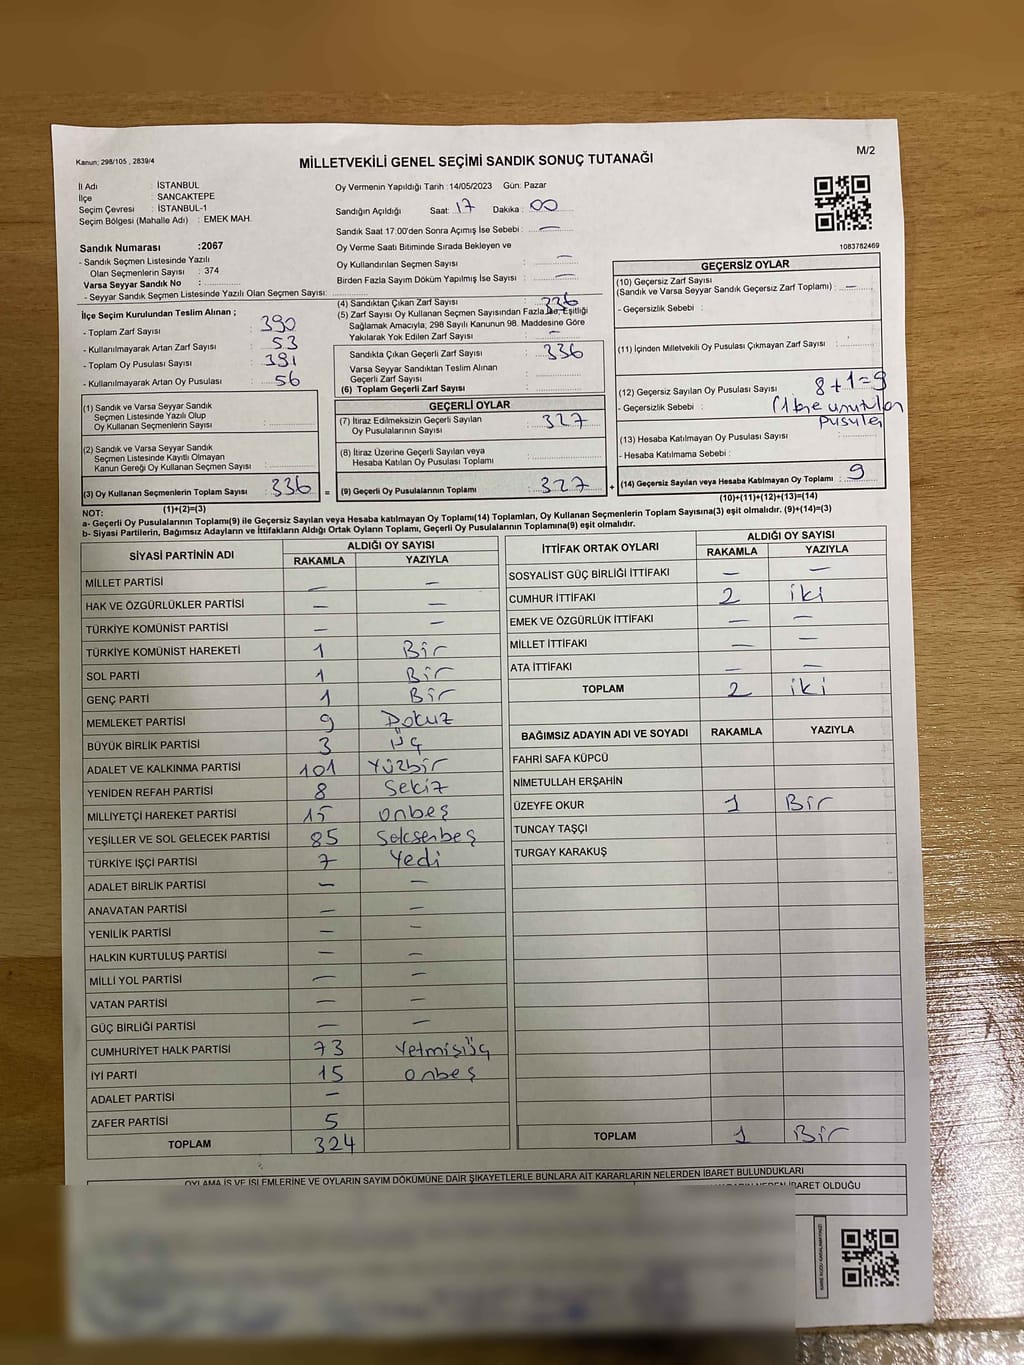 Kanun; 298/105 , 2839/4
MİLLETVEKİLİ GENEL SEÇİMİ SANDIK SONUÇ TUTANAĞI
M/2
İl Adı : İSTANBUL
İlçe : SANCAKTEPE
Seçim Çevresi : İSTANBUL-1
Seçim Bölgesi (Mahalle Adı) : EMEK MAH.
Sandık Numarası :2067
- Sandık Seçmen Listesinde Yazılı
Olan Seçmenlerin Sayısı : 374
Varsa Seyyar Sandık No :
- Seyyar Sandık Seçmen Listesinde Yazılı Olan Seçmen Sayısı:
Oy Vermenin Yapıldığı Tarih : 14/05/2023 Gün: Pazar
Sandığın Açıldığı Saat: 17 Dakika : 00
Sandık Saat 17.00'den Sonra Açımış İse Sebebi : —
Oy Verme Saati Bitiminde Sırada Bekleyen ve
Oy Kullandırılan Seçmen Sayısı : —
Birden Fazla Sayım Döküm Yapılmış İse Sayısı : —
1083782469
İlçe Seçim Kurulundan Teslim Alınan ;
- Toplam Zarf Sayısı : 390
- Kullanılmayarak Artan Zarf Sayısı : 53
- Toplam Oy Pusulası Sayısı : 391
- Kullanılmayarak Artan Oy Pusulası : 56
(4) Sandıktan Çıkan Zarf Sayısı : 336
(5) Zarf Sayısı Oy Kullanan Seçmen Sayısından Fazla İse, Eşitliği
Sağlamak Amacıyla; 298 Sayılı Kanunun 98. Maddesine Göre
Yakılarak Yok Edilen Zarf Sayısı : —
Sandıkta Çıkan Geçerli Zarf Sayısı : 336
Varsa Seyyar Sandıktan Teslim Alınan
Geçerli Zarf Sayısı :
(6) Toplam Geçerli Zarf Sayısı :
GEÇERSİZ OYLAR
(10) Geçersiz Zarf Sayısı
(Sandık ve Varsa Seyyar Sandık Geçersiz Zarf Toplamı) : —
- Geçersizlik Sebebi :
(11) İçinden Milletvekili Oy Pusulası Çıkmayan Zarf Sayısı :
(12) Geçersiz Sayılan Oy Pusulası Sayısı : 8+1=9
- Geçersizlik Sebebi : unutulan
(13) Hesaba Katılmayan Oy Pusulası Sayısı :
- Hesaba Katılmama Sebebi :
(14) Geçersiz Sayılan veya Hesaba Katılmayan Oy Toplamı : 9
(10)+(11)+(12)+(13)=(14)
(1) Sandık ve Varsa Seyyar Sandık
Seçmen Listesinde Yazılı Olup
Oy Kullanan Seçmenlerin Sayısı :
(2) Sandık ve Varsa Seyyar Sandık
Seçmen Listesinde Kayıtlı Olmayan
Kanun Gereği Oy Kullanan Seçmen Sayısı :
(3) Oy Kullanan Seçmenlerin Toplam Sayısı : 336 =
(1)+(2)=(3)
GEÇERLİ OYLAR
(7) İtiraz Edilmeksizin Geçerli Sayılan
Oy Pusulalarının Sayısı : 327
(8) İtiraz Üzerine Geçerli Sayılan veya
Hesaba Katılan Oy Pusulası Toplamı :
(9) Geçerli Oy Pusulalarının Toplamı : 327 +
NOT:
a- Geçerli Oy Pusulalarının Toplamı(9) ile Geçersiz Sayılan veya Hesaba katılmayan Oy Toplamı(14) Toplamları, Oy Kullanan Seçmenlerin Toplam Sayısına(3) eşit olmalıdır. (9)+(14)=(3)
b- Siyasi Partilerin, Bağımsız Adayların ve İttifakların Aldığı Ortak Oyların Toplamı, Geçerli Oy Pusulalarının Toplamına(9) eşit olmalıdır.
SİYASİ PARTİNİN ADI ALDIĞI OY SAYISI
RAKAMLA YAZIYLA
MİLLET PARTİSİ — —
HAK VE ÖZGÜRLÜKLER PARTİSİ — —
TÜRKİYE KOMÜNİST PARTİSİ — —
TÜRKİYE KOMÜNİST HAREKETİ 1 Bir
SOL PARTİ 1 Bir
GENÇ PARTİ 1 Bir
MEMLEKET PARTİSİ 9 Dokuz
BÜYÜK BİRLİK PARTİSİ 3 Üç
ADALET VE KALKINMA PARTİSİ 101 Yüzbir
YENİDEN REFAH PARTİSİ 8 Sekiz
MİLLİYETÇİ HAREKET PARTİSİ 15 onbeş
YEŞİLLER VE SOL GELECEK PARTİSİ 85 Seksenbeş
TÜRKİYE İŞÇİ PARTİSİ 7 Yedi
ADALET BİRLİK PARTİSİ — —
ANAVATAN PARTİSİ — —
YENİLİK PARTİSİ — —
HALKIN KURTULUŞ PARTİSİ — —
MİLLİ YOL PARTİSİ — —
VATAN PARTİSİ — —
GÜÇ BİRLİĞİ PARTİSİ — —
CUMHURİYET HALK PARTİSİ 73 Yetmişüç
İYİ PARTİ 15 onbeş
ADALET PARTİSİ —
ZAFER PARTİSİ 5
TOPLAM 324
İTTİFAK ORTAK OYLARI ALDIĞI OY SAYISI
RAKAMLA YAZIYLA
SOSYALİST GÜÇ BİRLİĞİ İTTİFAKI — —
CUMHUR İTTİFAKI 2 iki
EMEK VE ÖZGÜRLÜK İTTİFAKI — —
MİLLET İTTİFAKI — —
ATA İTTİFAKI — —
TOPLAM 2 iki
BAĞIMSIZ ADAYIN ADI VE SOYADI RAKAMLA YAZIYLA
FAHRİ SAFA KÜPCÜ
NİMETULLAH ERŞAHİN
ÜZEYFE OKUR 1 Bir
TUNCAY TAŞÇI
TURGAY KARAKUŞ
TOPLAM 1 Bir
OYLAMA İŞ VE İŞLEMLERİNE VE OYLARIN SAYIM DÖKÜMÜNE DAİR ŞİKAYETLERLE BUNLARA AİT KARARLARIN NELERDEN İBARET BULUNDUKLARI
NEDEN İBARET OLDUĞU